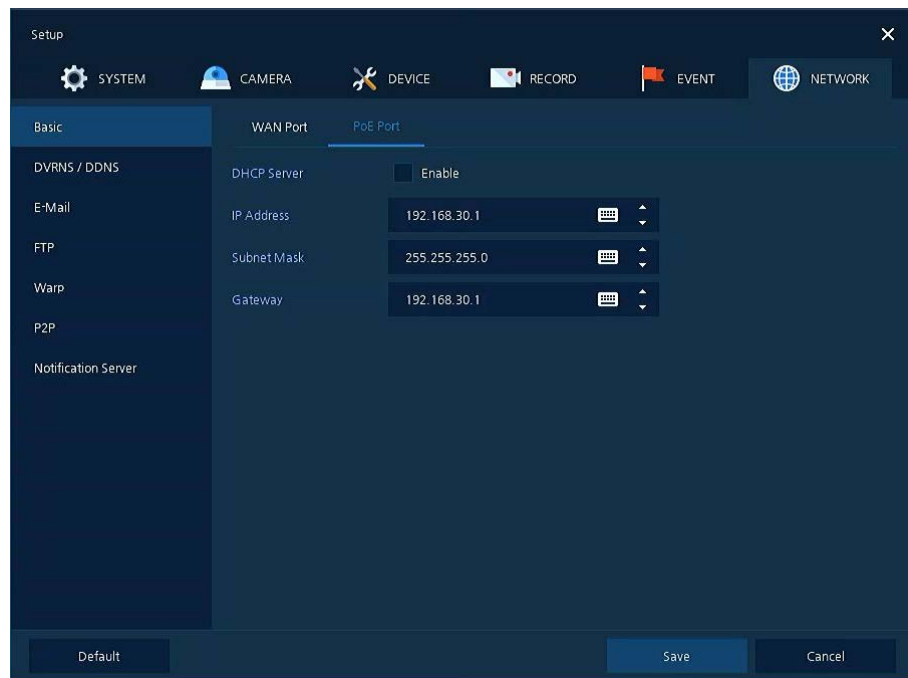 Setup
SYSTEM CAMERA DEVICE RECORD EVENT NETWORK
Basic
DVRNS / DDNS
E-Mail
FTP
Warp
P2P
Notification Server
WAN Port PoE Port
DHCP Server Enable
IP Address 192.168.30.1
Subnet Mask 255.255.255.0
Gateway 192.168.30.1
Default Save Cancel